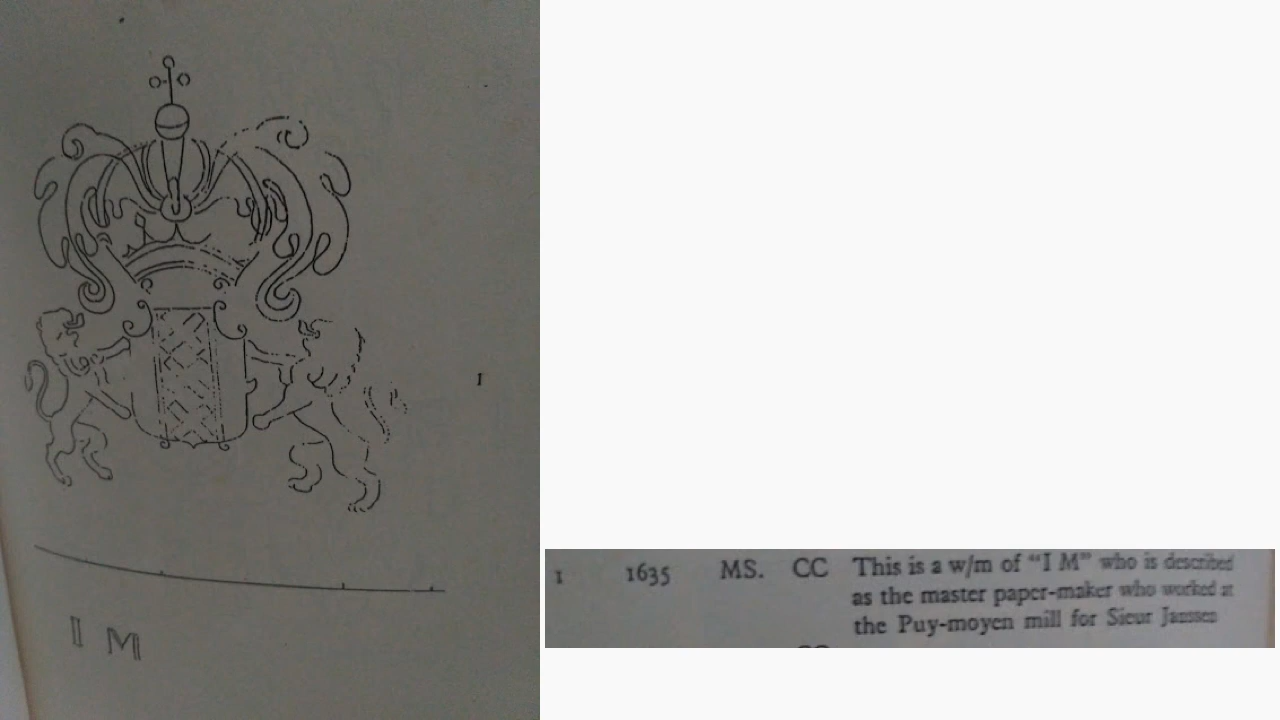 1
I M
1 1635 MS. CC This is a w/m of "I M" who is described
as the master paper-maker who worked at
the Puy-moyen mill for Sieur Janssen